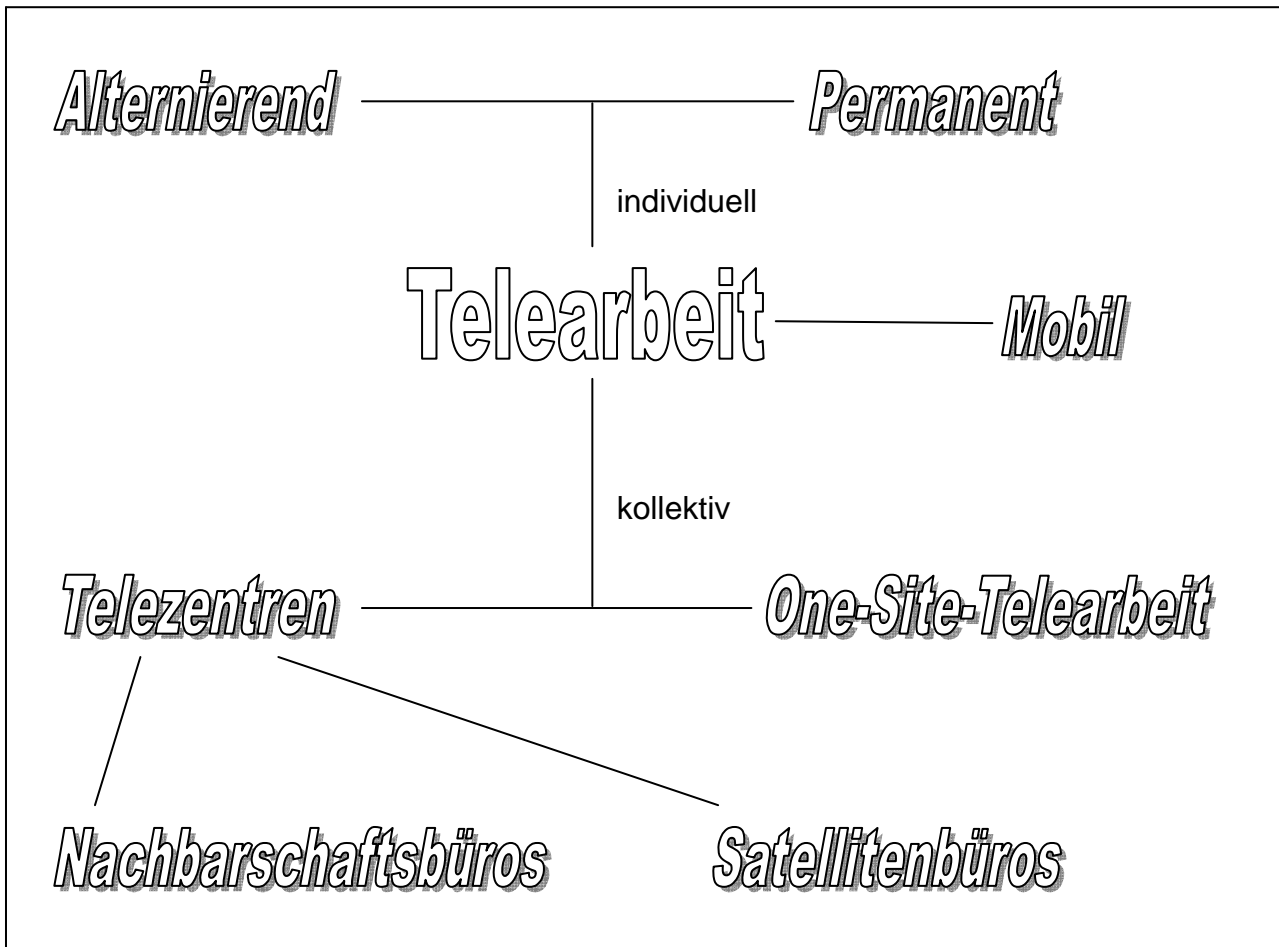 Alternierend
Permanent
individuell
Telearbeit
Mobil
kollektiv
Telezentren
One-Site-Telearbeit
Nachbarschaftsbüros
Satellitenbüros